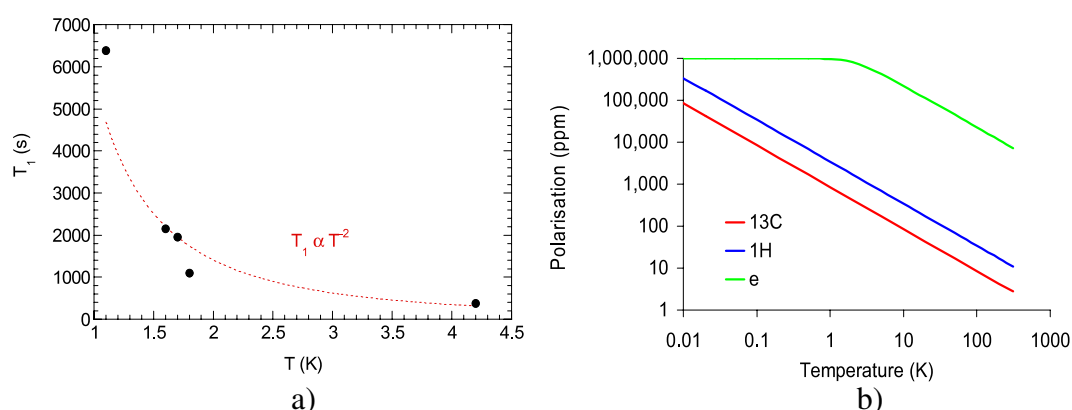 7000
6000
5000
4000
3000
2000
1000
0
T₁ (s)
T₁ α T⁻²
1 1.5 2 2.5 3 3.5 4 4.5
T (K)
a)
1,000,000
100,000
10,000
1,000
100
10
1
Polarisation (ppm)
13C
1H
e
0.01 0.1 1 10 100 1000
Temperature (K)
b)